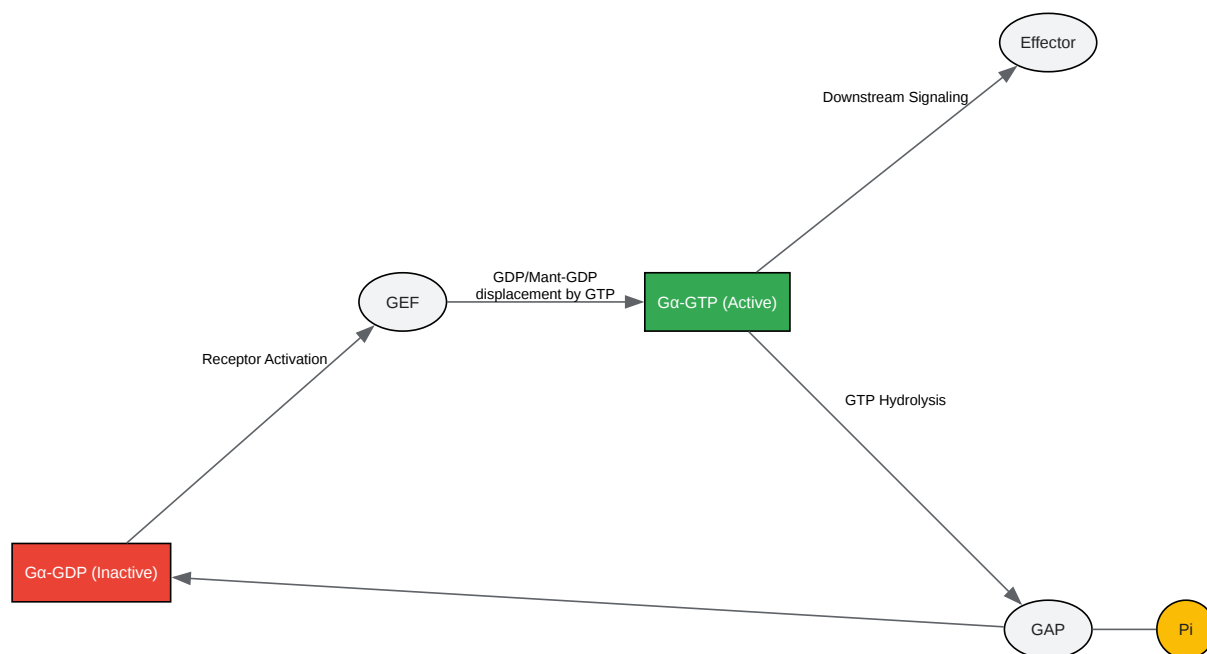 Effector
Downstream Signaling
GDP/Mant-GDP
displacement by GTP
GEF
Gα-GTP (Active)
Receptor Activation
GTP Hydrolysis
Gα-GDP (Inactive)
GAP
Pi